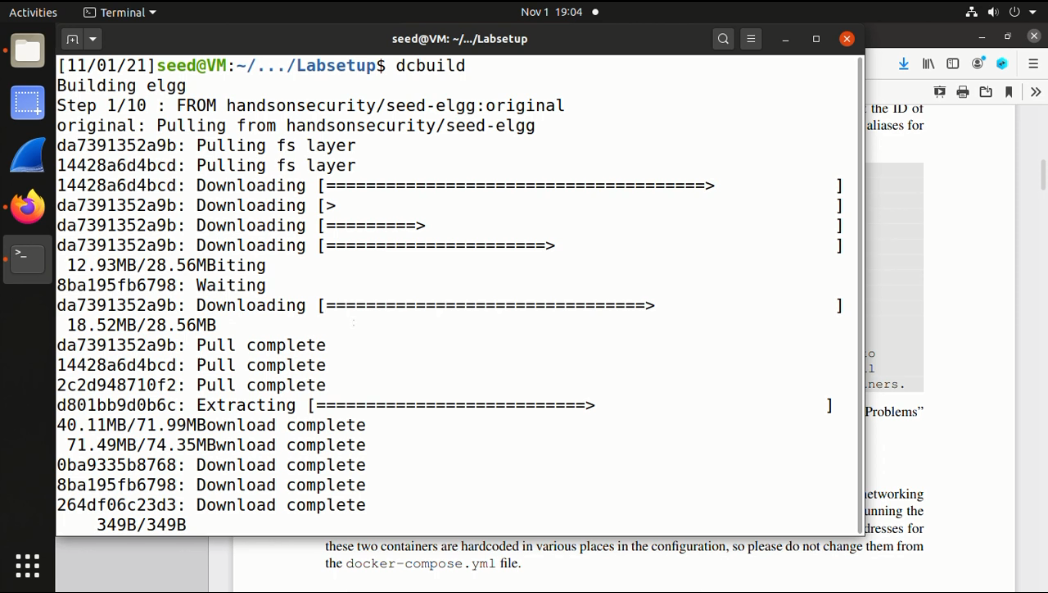 Activities
Terminal
Nov 1 19:04
seed@VM: ~/.../Labsetup
[11/01/21]seed@VM:~/.../Labsetup$ dcbuild
Building elgg
Step 1/10 : FROM handsonsecurity/seed-elgg:original
original: Pulling from handsonsecurity/seed-elgg
da7391352a9b: Pulling fs layer
14428a6d4bcd: Pulling fs layer
14428a6d4bcd: Downloading [======================================> ]
da7391352a9b: Downloading [> ]
da7391352a9b: Downloading [=========> ]
da7391352a9b: Downloading [======================> ]
12.93MB/28.56MBiting
8ba195fb6798: Waiting
da7391352a9b: Downloading [================================> ]
18.52MB/28.56MB
da7391352a9b: Pull complete
14428a6d4bcd: Pull complete
2c2d948710f2: Pull complete
d801bb9d0b6c: Extracting [===========================> ]
40.11MB/71.99MBownload complete
71.49MB/74.35MBwnload complete
0ba9335b8768: Download complete
8ba195fb6798: Download complete
264df06c23d3: Download complete
349B/349B
the ID of
aliases for
Problems”
running the
these two containers are hardcoded in various places in the configuration, so please do not change them from
the docker-compose.yml file.